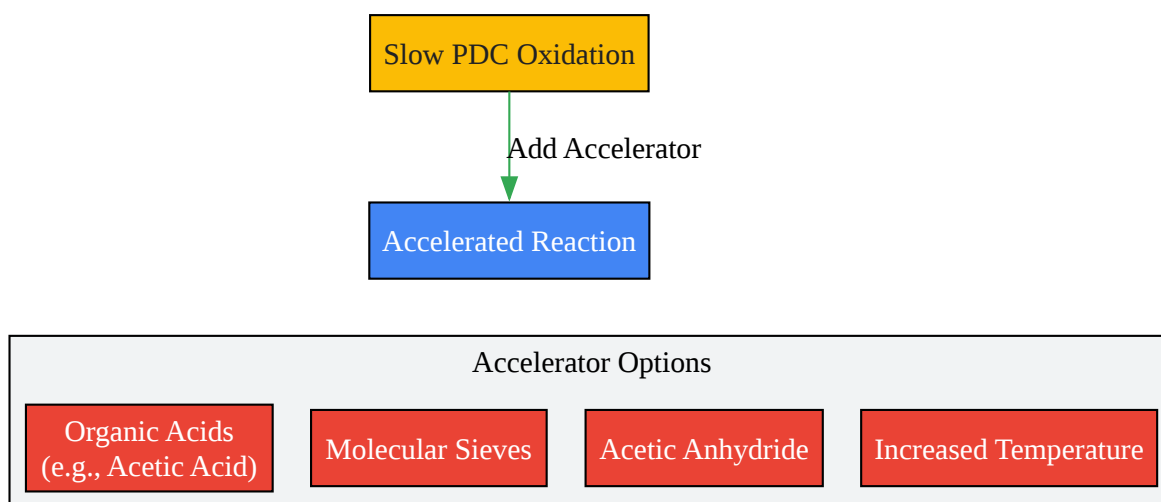 Slow PDC Oxidation
Add Accelerator
Accelerated Reaction
Accelerator Options
Organic Acids
(e.g., Acetic Acid)
Molecular Sieves
Acetic Anhydride
Increased Temperature